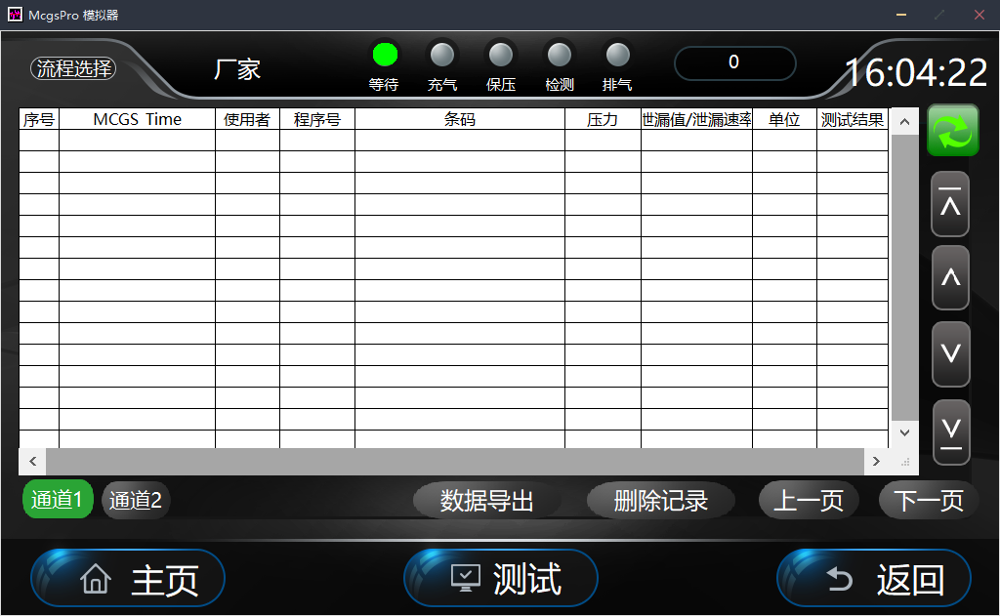 McgsPro 模拟器
流程选择
厂家
等待 充气 保压 检测 排气
0
16:04:22
序号 MCGS Time 使用者 程序号 条码 压力 泄漏值/泄漏速率 单位 测试结果
通道1 通道2 数据导出 删除记录 上一页 下一页
主页 测试 返回